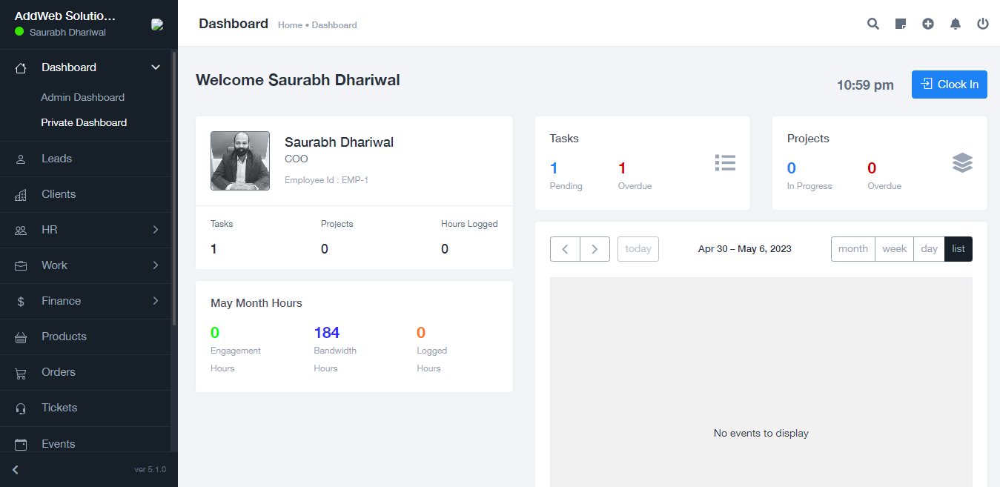 AddWeb Solutio...
Saurabh Dhariwal
Dashboard
Admin Dashboard
Private Dashboard
Leads
Clients
HR
Work
Finance
Products
Orders
Tickets
Events
ver 5.1.0
Dashboard Home • Dashboard
Welcome Saurabh Dhariwal
10:59 pm Clock In
Saurabh Dhariwal
COO
Employee Id : EMP-1
Tasks Projects Hours Logged
1 0 0
May Month Hours
0 184 0
Engagement Bandwidth Logged
Hours Hours Hours
Tasks
1 1
Pending Overdue
Projects
0 0
In Progress Overdue
today Apr 30 – May 6, 2023 month week day list
No events to display